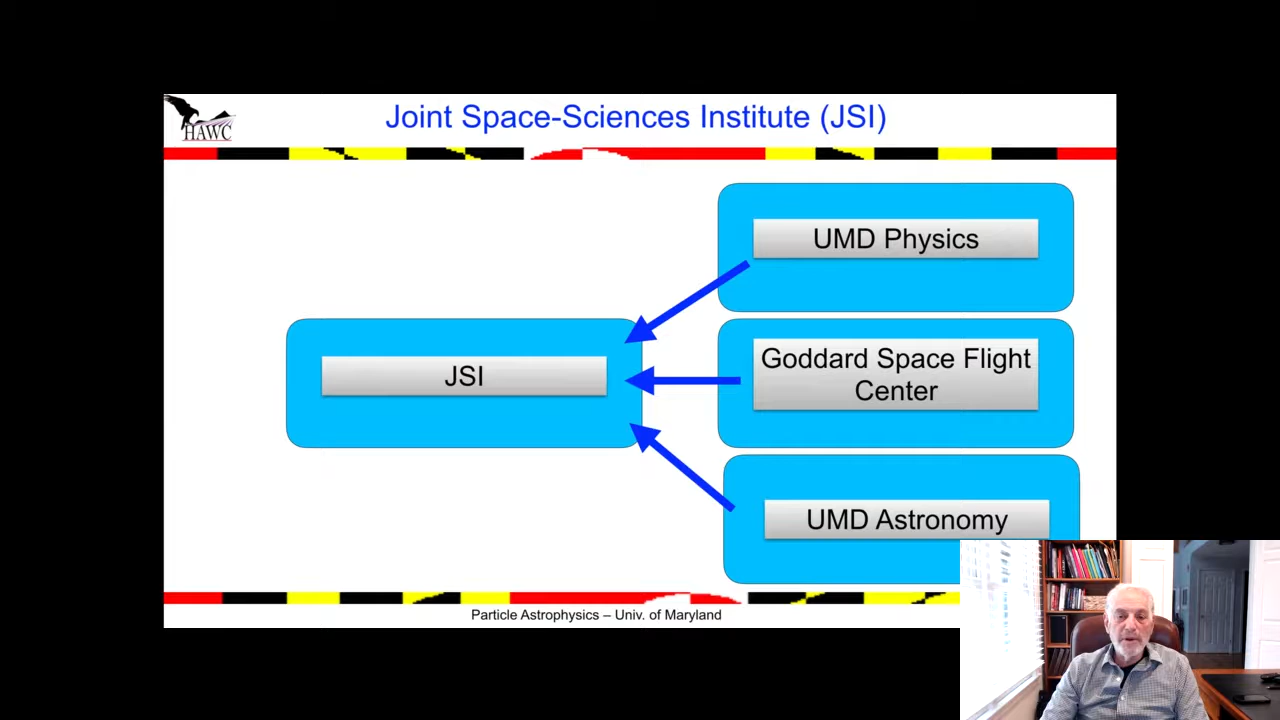 HAWC
Joint Space-Sciences Institute (JSI)
UMD Physics
JSI
Goddard Space Flight
Center
UMD Astronomy
Particle Astrophysics – Univ. of Maryland